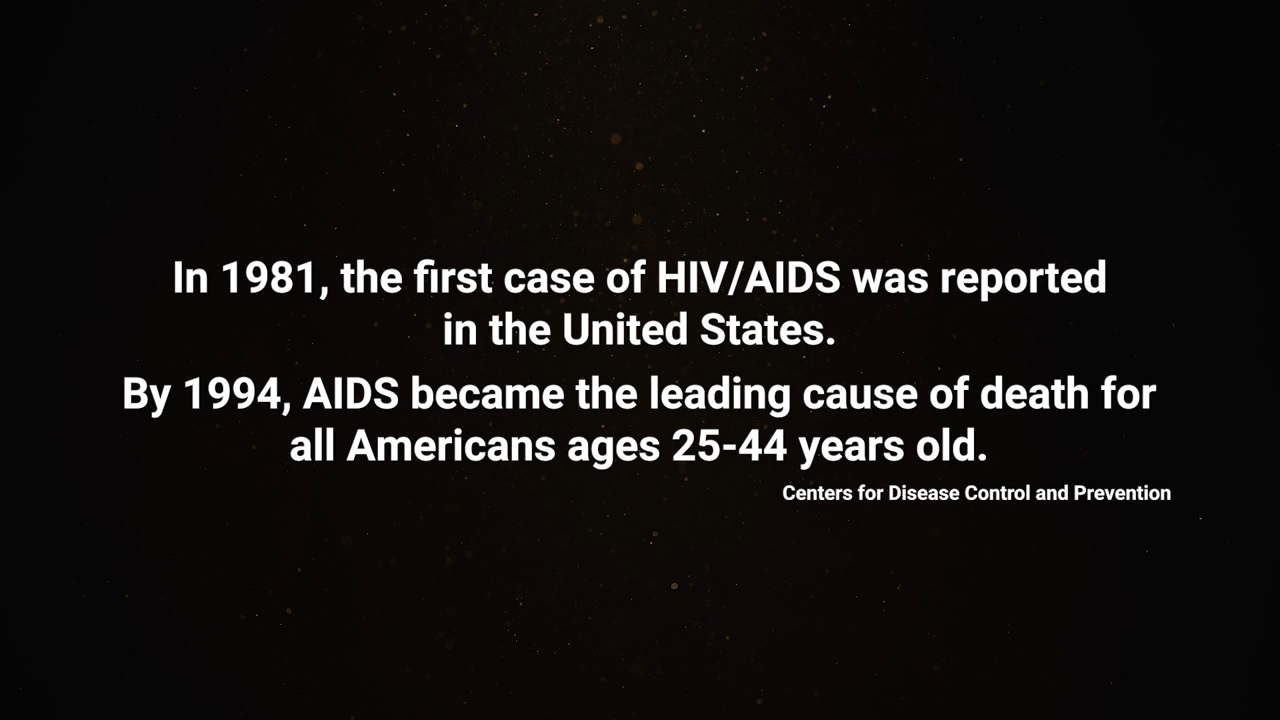 In 1981, the first case of HIV/AIDS was reported
in the United States.
By 1994, AIDS became the leading cause of death for
all Americans ages 25-44 years old.
Centers for Disease Control and Prevention